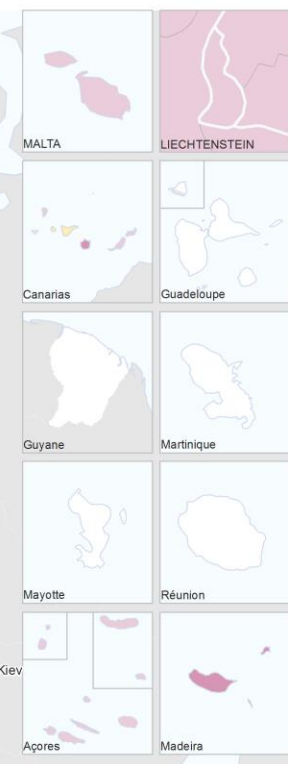 MALTA
LIECHTENSTEIN
Canarias
Guadeloupe
Guyane
Martinique
Mayotte
Réunion
Kiev
Açores
Madeira